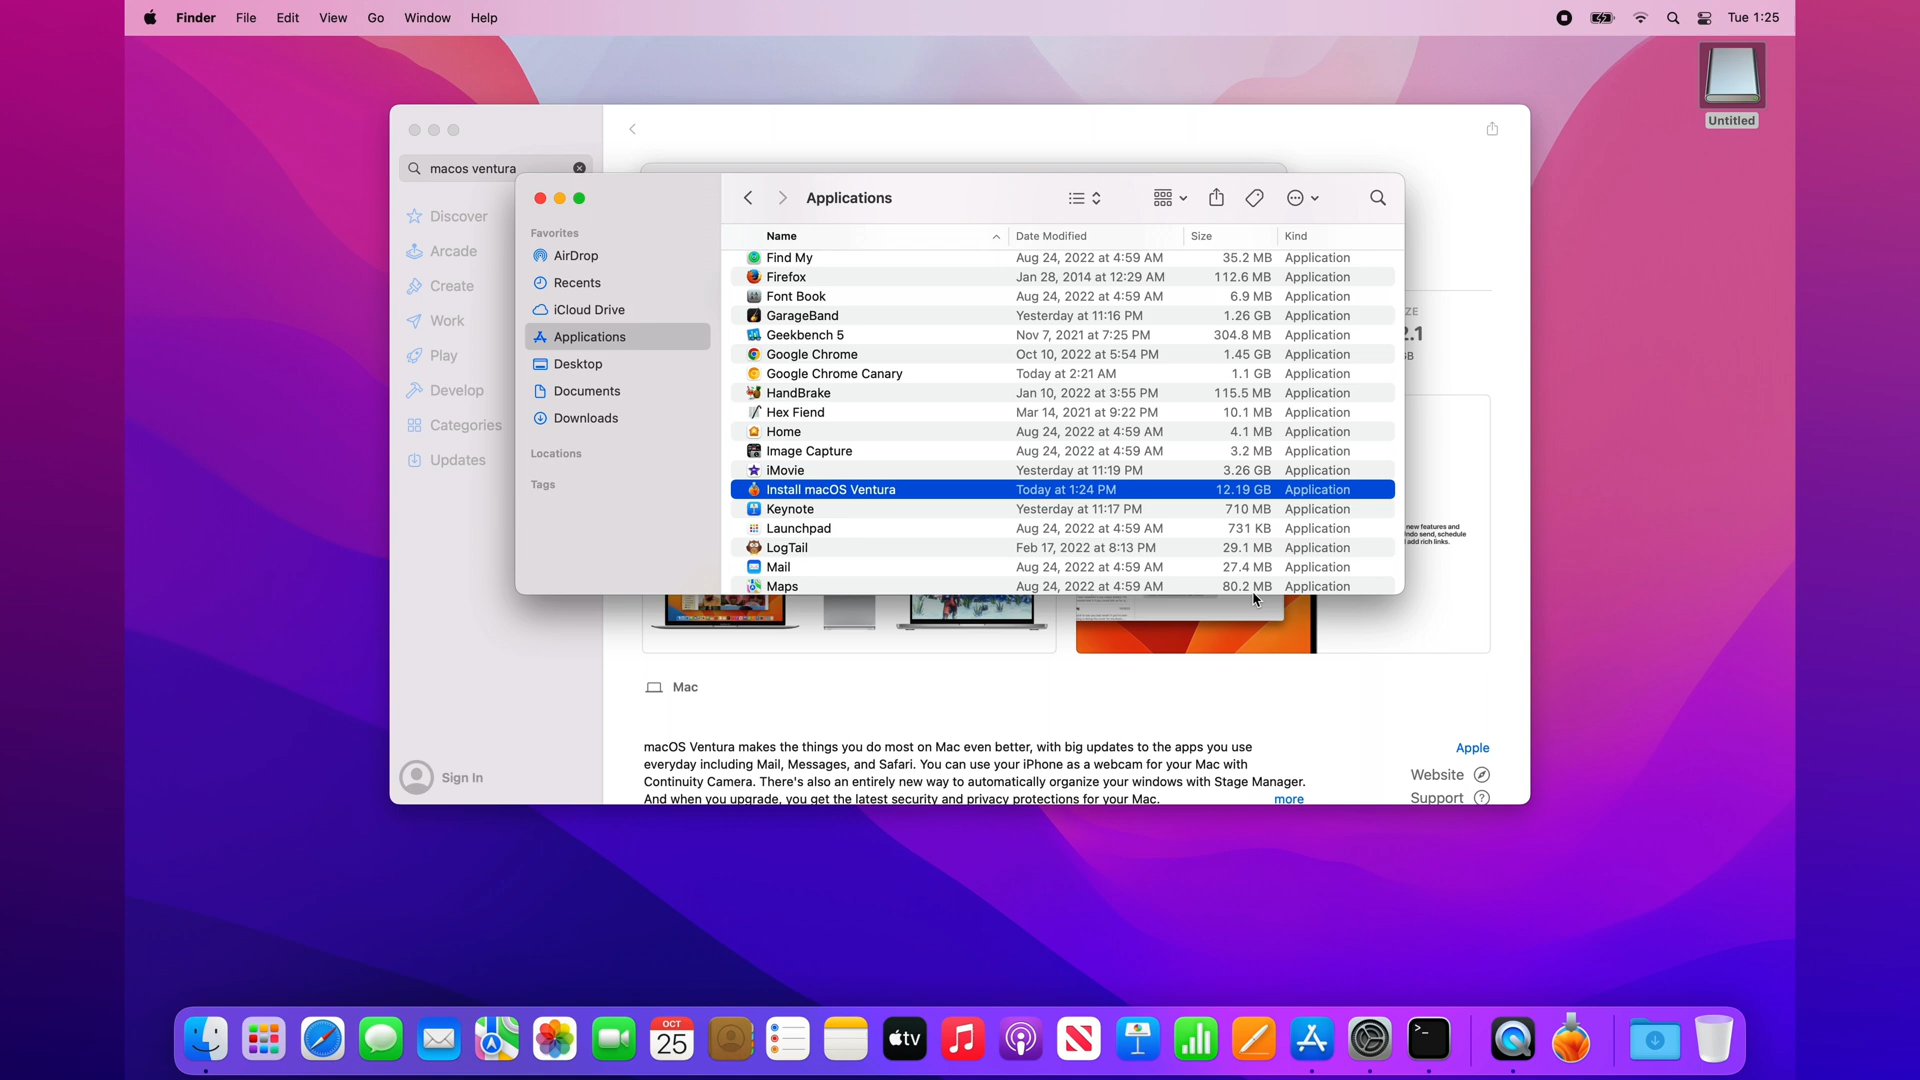 Finder File Edit View Go Window Help Tue 1:25
Untitled
macos ventura
Discover
Arcade
Create
Work
Play
Develop
Categories
Updates
Sign In
Applications
Favorites
AirDrop
Recents
iCloud Drive
Applications
Desktop
Documents
Downloads
Locations
Tags
Name Date Modified Size Kind
Find My Aug 24, 2022 at 4:59 AM 35.2 MB Application
Firefox Jan 28, 2014 at 12:29 AM 112.6 MB Application
Font Book Aug 24, 2022 at 4:59 AM 6.9 MB Application
GarageBand Yesterday at 11:16 PM 1.26 GB Application
Geekbench 5 Nov 7, 2021 at 7:25 PM 304.8 MB Application
Google Chrome Oct 10, 2022 at 5:54 PM 1.45 GB Application
Google Chrome Canary Today at 2:21 AM 1.1 GB Application
HandBrake Jan 10, 2022 at 3:55 PM 115.5 MB Application
Hex Fiend Mar 14, 2021 at 9:22 PM 10.1 MB Application
Home Aug 24, 2022 at 4:59 AM 4.1 MB Application
Image Capture Aug 24, 2022 at 4:59 AM 3.2 MB Application
iMovie Yesterday at 11:19 PM 3.26 GB Application
Install macOS Ventura Today at 1:24 PM 12.19 GB Application
Keynote Yesterday at 11:17 PM 710 MB Application
Launchpad Aug 24, 2022 at 4:59 AM 731 KB Application
LogTail Feb 17, 2022 at 8:13 PM 29.1 MB Application
Mail Aug 24, 2022 at 4:59 AM 27.4 MB Application
Maps Aug 24, 2022 at 4:59 AM 80.2 MB Application
ZE
2.1
GB
new features and
ndo send, schedule
add rich links.
Mac
macOS Ventura makes the things you do most on Mac even better, with big updates to the apps you use
everyday including Mail, Messages, and Safari. You can use your iPhone as a webcam for your Mac with
Continuity Camera. There's also an entirely new way to automatically organize your windows with Stage Manager.
And when you upgrade, you get the latest security and privacy protections for your Mac. more
Apple
Website
Support
OCT
25
tv